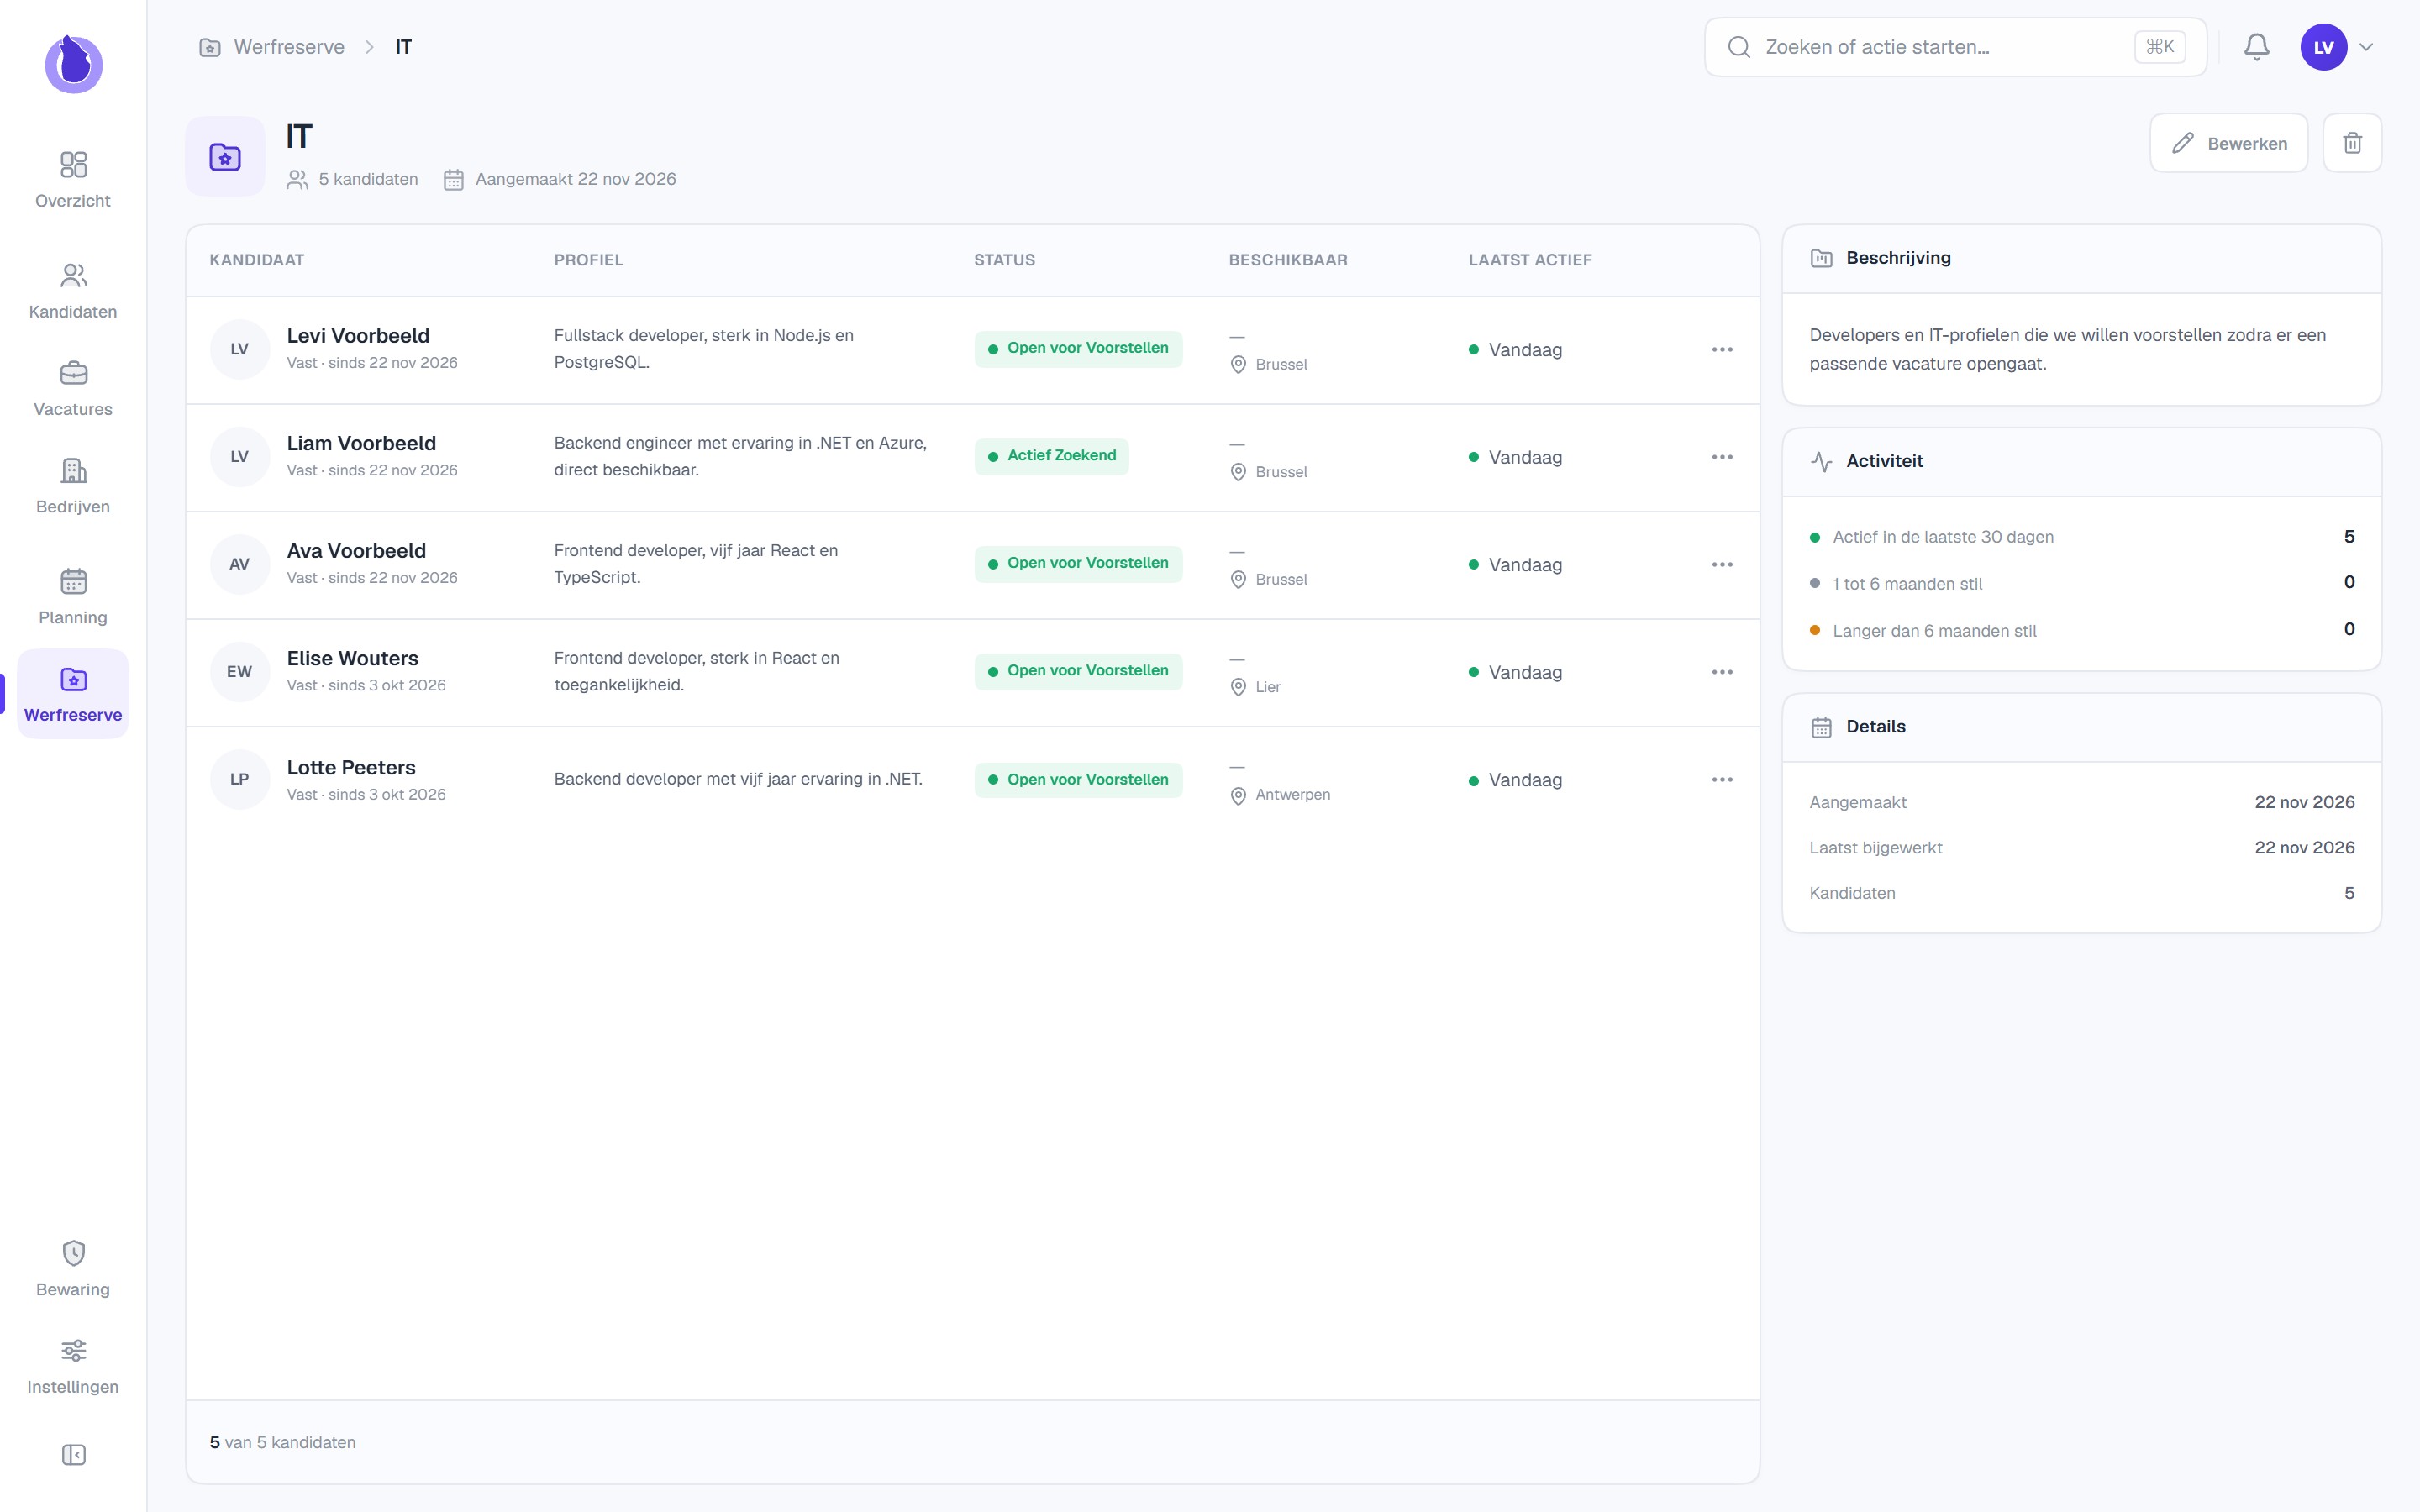 Werfreserve
IT
Zoeken of actie starten...
⌘K
LV
Overzicht
Kandidaten
Vacatures
Bedrijven
Planning
Werfreserve
Bewaring
Instellingen
IT
5 kandidaten
Aangemaakt 22 nov 2026
Bewerken
KANDIDAAT PROFIEL STATUS BESCHIKBAAR LAATST ACTIEF
LV
Levi Voorbeeld
Vast · sinds 22 nov 2026
Fullstack developer, sterk in Node.js en
PostgreSQL.
Open voor Voorstellen
—
Brussel
Vandaag
LV
Liam Voorbeeld
Vast · sinds 22 nov 2026
Backend engineer met ervaring in .NET en Azure,
direct beschikbaar.
Actief Zoekend
—
Brussel
Vandaag
AV
Ava Voorbeeld
Vast · sinds 22 nov 2026
Frontend developer, vijf jaar React en
TypeScript.
Open voor Voorstellen
—
Brussel
Vandaag
EW
Elise Wouters
Vast · sinds 3 okt 2026
Frontend developer, sterk in React en
toegankelijkheid.
Open voor Voorstellen
—
Lier
Vandaag
LP
Lotte Peeters
Vast · sinds 3 okt 2026
Backend developer met vijf jaar ervaring in .NET.
Open voor Voorstellen
—
Antwerpen
Vandaag
5 van 5 kandidaten
Beschrijving
Developers en IT-profielen die we willen voorstellen zodra er een
passende vacature opengaat.
Activiteit
Actief in de laatste 30 dagen 5
1 tot 6 maanden stil 0
Langer dan 6 maanden stil 0
Details
Aangemaakt 22 nov 2026
Laatst bijgewerkt 22 nov 2026
Kandidaten 5